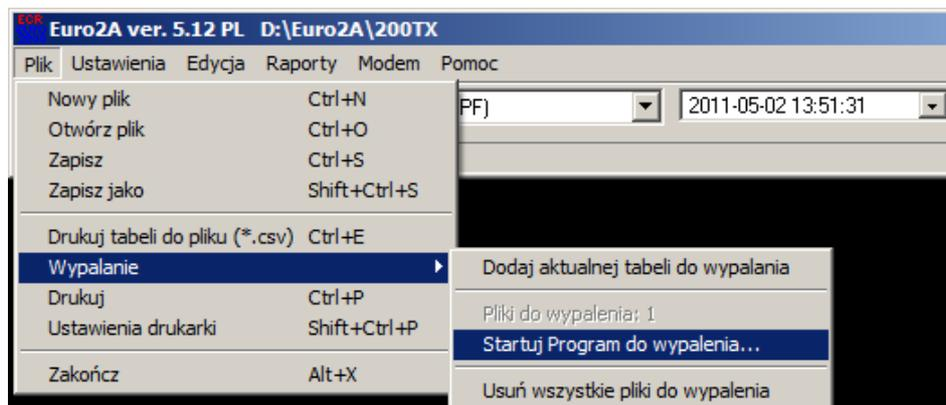 ECR Euro2A ver. 5.12 PL D:\Euro2A\200TX
Plik Ustawienia Edycja Raporty Modem Pomoc
PF) 2011-05-02 13:51:31
Nowy plik Ctrl+N
Otwórz plik Ctrl+O
Zapisz Ctrl+S
Zapisz jako Shift+Ctrl+S
Drukuj tabeli do pliku (*.csv) Ctrl+E
Wypalanie
Drukuj Ctrl+P
Ustawienia drukarki Shift+Ctrl+P
Zakończ Alt+X
Dodaj aktualnej tabeli do wypalania
Pliki do wypalenia: 1
Startuj Program do wypalenia...
Usuń wszystkie pliki do wypalenia